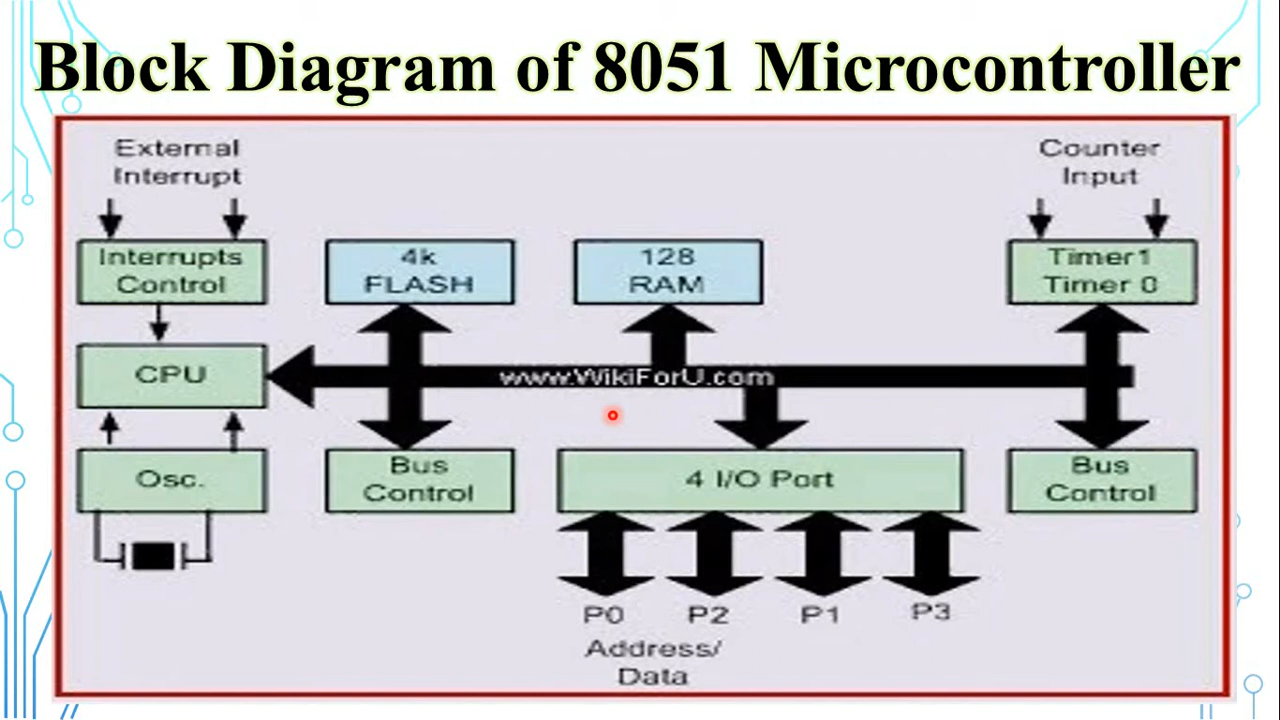 Block Diagram of 8051 Microcontroller
External
Interrupt
Counter
Input
Interrupts
Control
4k
FLASH
128
RAM
Timer1
Timer 0
CPU
www.WikiForU.com
Osc.
Bus
Control
4 I/O Port
Bus
Control
P0 P2 P1 P3
Address/
Data